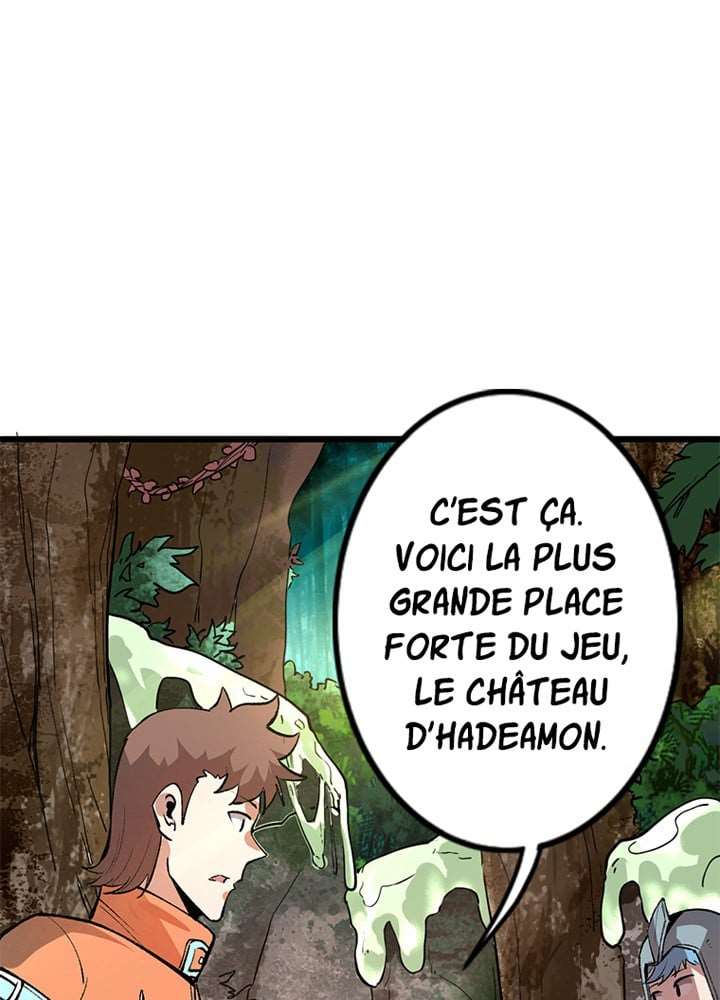 C'EST ÇA.
VOICI LA PLUS
GRANDE PLACE
FORTE DU JEU,
LE CHÂTEAU
D'HADEAMON.